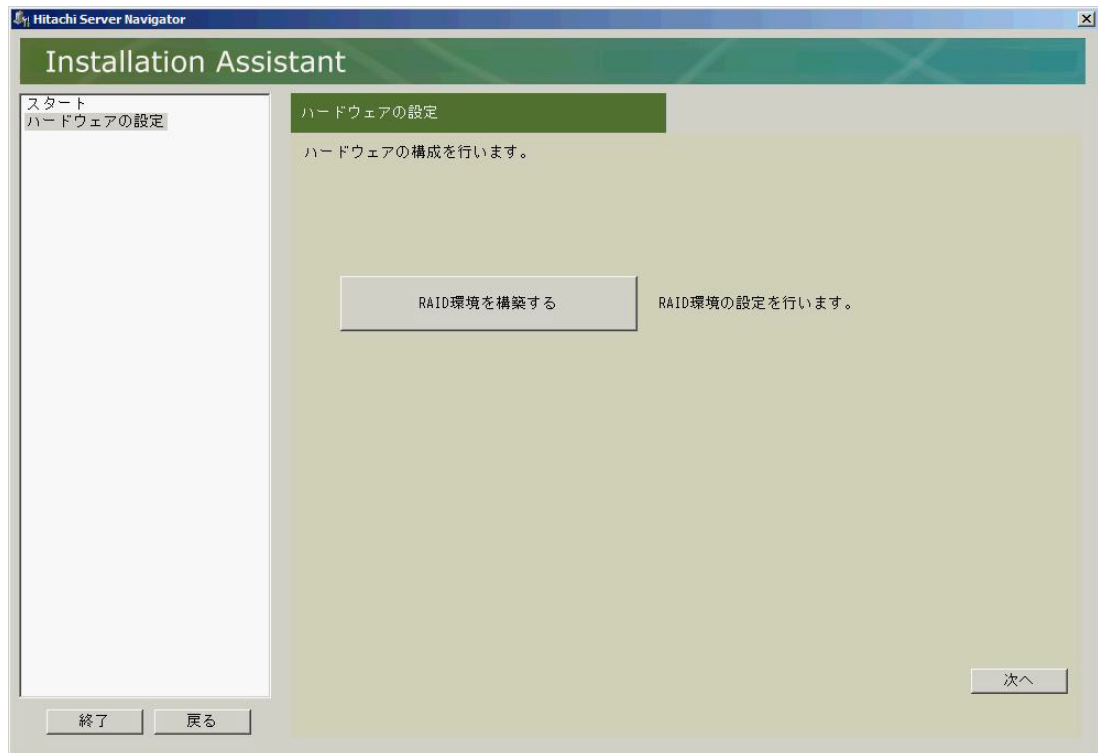 Hitachi Server Navigator
Installation Assistant
スタート
ハードウェアの設定
ハードウェアの設定
ハードウェアの構成を行います。
RAID環境を構築する
RAID環境の設定を行います。
次へ
終了
戻る